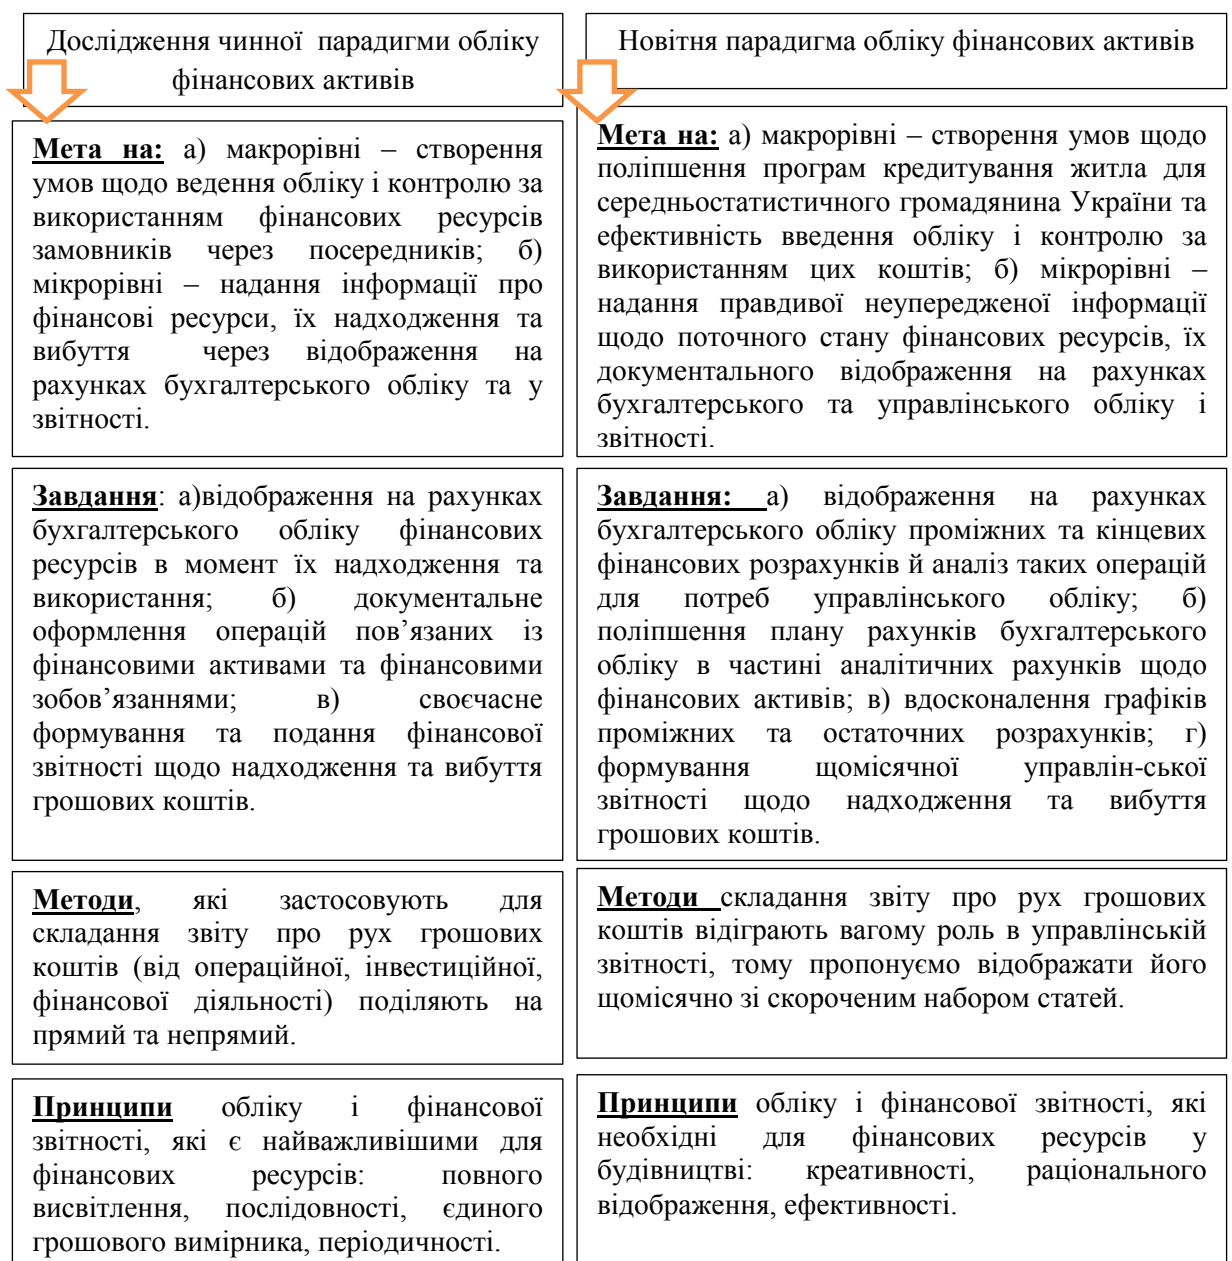 Дослідження чинної парадигми обліку
фінансових активів
Мета на: а) макрорівні – створення
умов щодо ведення обліку і контролю за
використанням фінансових ресурсів
замовників через посередників; б)
мікрорівні – надання інформації про
фінансові ресурси, їх надходження та
вибуття через відображення на
рахунках бухгалтерського обліку та у
звітності.
Завдання: а)відображення на рахунках
бухгалтерського обліку фінансових
ресурсів в момент їх надходження та
використання; б) документальне
оформлення операцій пов’язаних із
фінансовими активами та фінансовими
зобов’язаннями; в) своєчасне
формування та подання фінансової
звітності щодо надходження та вибуття
грошових коштів.
Методи, які застосовують для
складання звіту про рух грошових
коштів (від операційної, інвестиційної,
фінансової діяльності) поділяють на
прямий та непрямий.
Принципи обліку і фінансової
звітності, які є найважливішими для
фінансових ресурсів: повного
висвітлення, послідовності, єдиного
грошового вимірника, періодичності.
Новітня парадигма обліку фінансових активів
Мета на: а) макрорівні – створення умов щодо
поліпшення програм кредитування житла для
середньостатистичного громадянина України та
ефективність введення обліку і контролю за
використанням цих коштів; б) мікрорівні –
надання правдивої неупередженої інформації
щодо поточного стану фінансових ресурсів, їх
документального відображення на рахунках
бухгалтерського та управлінського обліку і
звітності.
Завдання: а) відображення на рахунках
бухгалтерського обліку проміжних та кінцевих
фінансових розрахунків й аналіз таких операцій
для потреб управлінського обліку; б)
поліпшення плану рахунків бухгалтерського
обліку в частині аналітичних рахунків щодо
фінансових активів; в) вдосконалення графіків
проміжних та остаточних розрахунків; г)
формування щомісячної управлін-ської
звітності щодо надходження та вибуття
грошових коштів.
Методи складання звіту про рух грошових
коштів відіграють вагому роль в управлінській
звітності, тому пропонуємо відображати його
щомісячно зі скороченим набором статей.
Принципи обліку і фінансової звітності, які
необхідні для фінансових ресурсів у
будівництві: креативності, раціонального
відображення, ефективності.